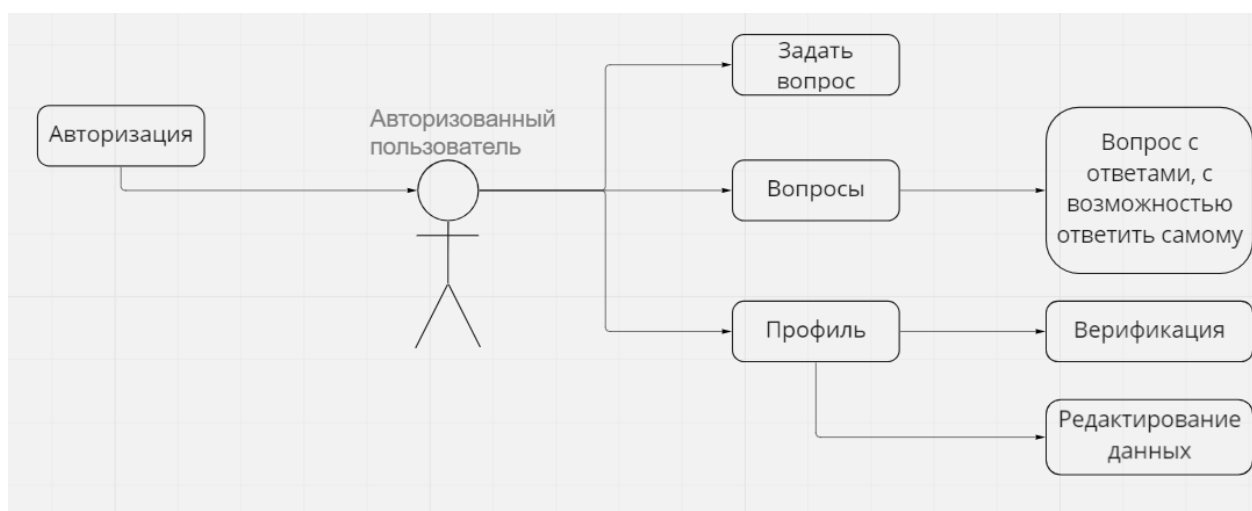 Задать
вопрос
Авторизация
Авторизованный
пользователь
Вопросы
Вопрос с
ответами, с
возможностью
ответить самому
Профиль
Верификация
Редактирование
данных